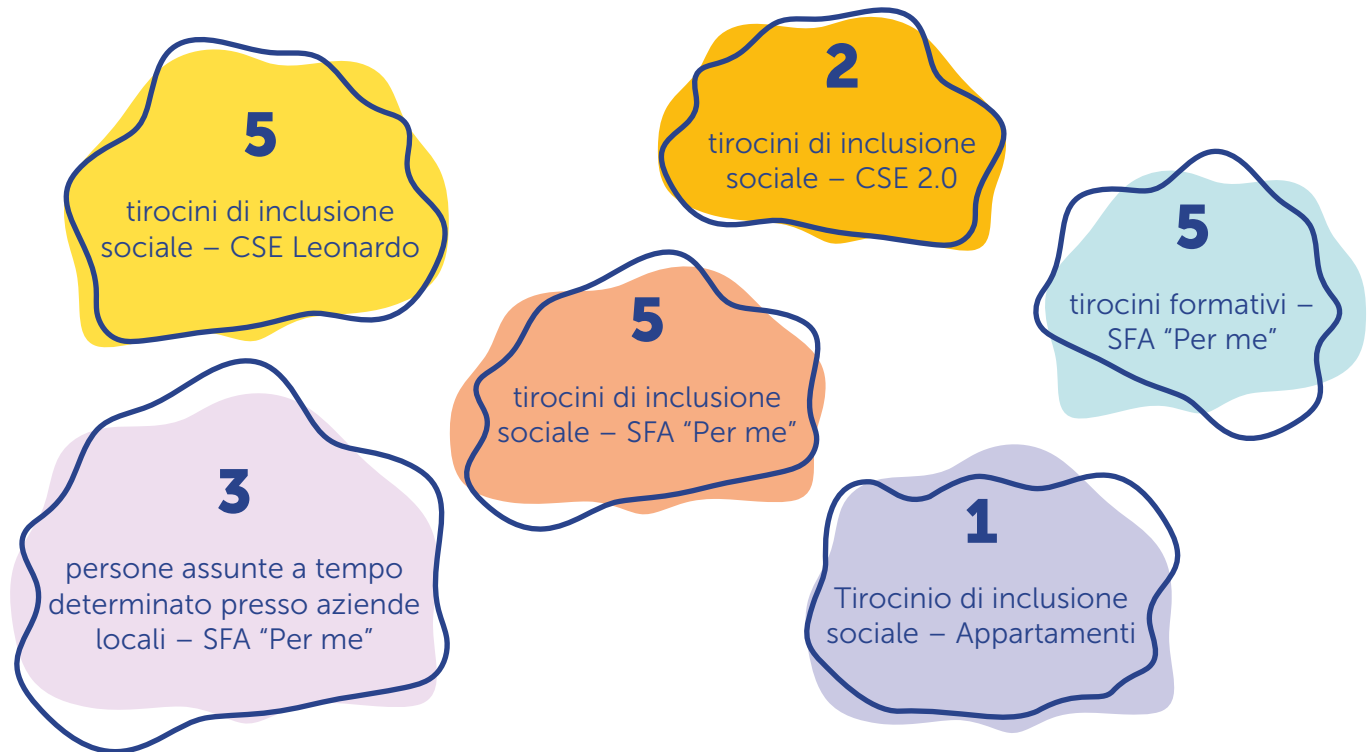 5
tirocini di inclusione
sociale – CSE Leonardo
2
tirocini di inclusione
sociale – CSE 2.0
5
tirocini formativi –
SFA “Per me”
5
tirocini di inclusione
sociale – SFA “Per me”
3
persone assunte a tempo
determinato presso aziende
locali – SFA “Per me”
1
Tirocinio di inclusione
sociale – Appartamenti